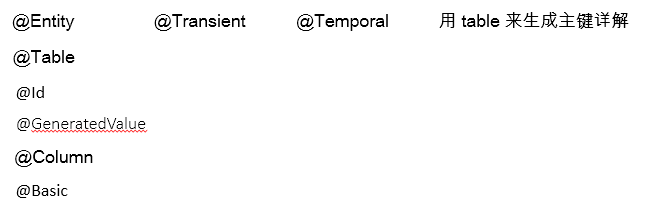 @Entity @Transient @Temporal 用 table 来生成主键详解
@Table
@Id
@GeneratedValue
@Column
@Basic